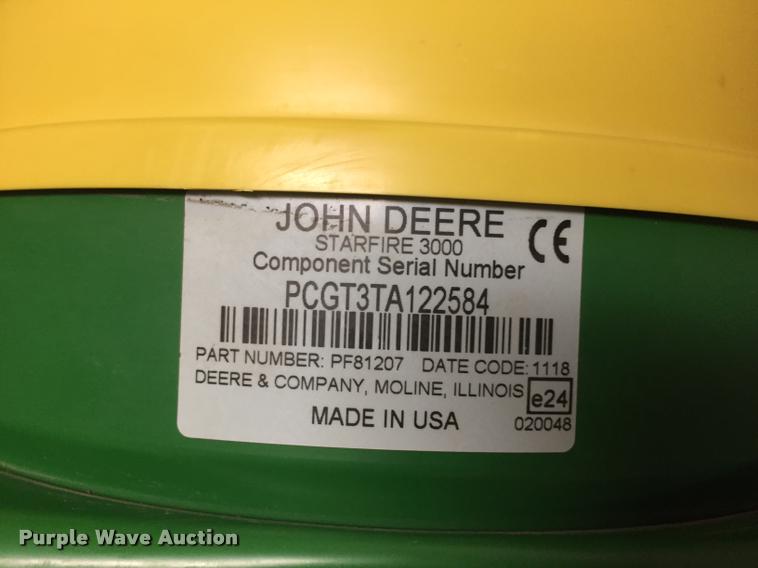 JOHN DEERE
STARFIRE 3000
Component Serial Number
CE
PCGT3TA122584
PART NUMBER: PF81207 DATE CODE: 1118
DEERE & COMPANY, MOLINE, ILLINOIS
e24
MADE IN USA
020048
Purple Wave Auction